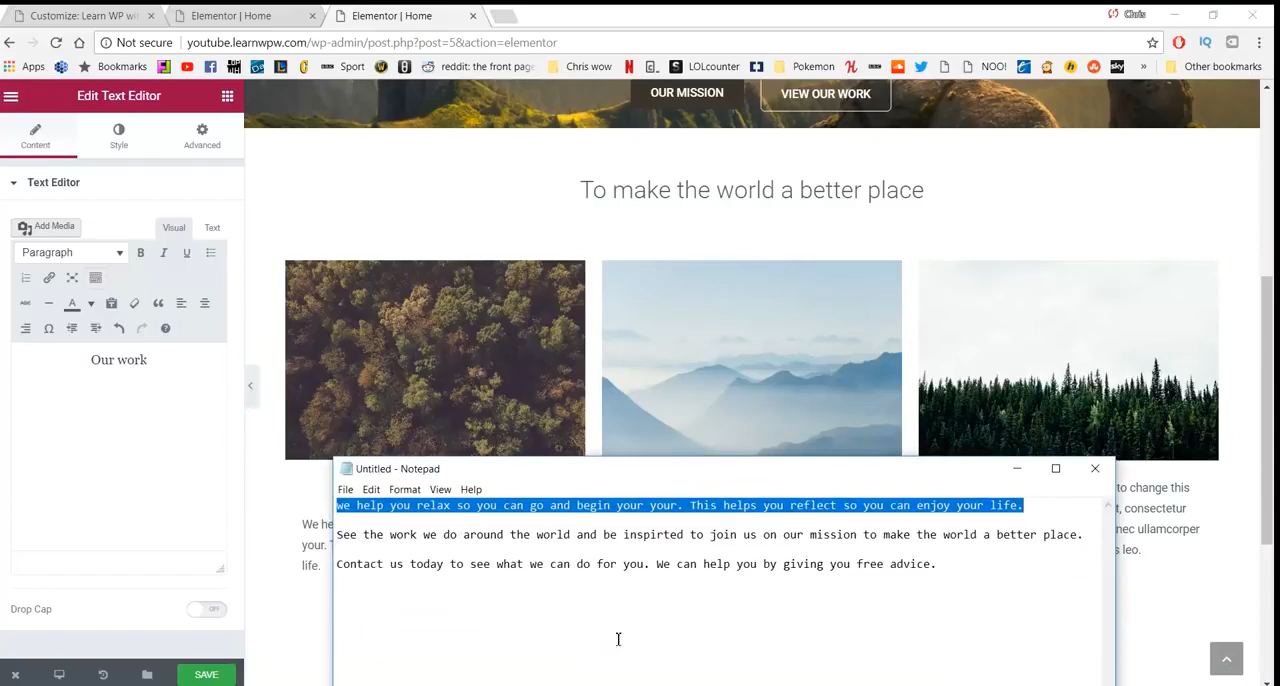 Customize: Learn WP wi
Elementor | Home
Elementor | Home
Chris
Not secure youtube.learnwpw.com/wp-admin/post.php?post=5&action=elementor
Apps Bookmarks Sport reddit: the front page Chris wow LOLcounter Pokemon NOO! sky Other bookmarks
Edit Text Editor
Content Style Advanced
Text Editor
Add Media Visual Text
Paragraph B I U
ABC A
Our work
Drop Cap OFF
SAVE
OUR MISSION VIEW OUR WORK
To make the world a better place
We he
your. T
life.
to change this
t, consectetur
nec ullamcorper
s leo.
Untitled - Notepad
File Edit Format View Help
we help you relax so you can go and begin your your. This helps you reflect so you can enjoy your life.
See the work we do around the world and be inspirted to join us on our mission to make the world a better place.
Contact us today to see what we can do for you. We can help you by giving you free advice.